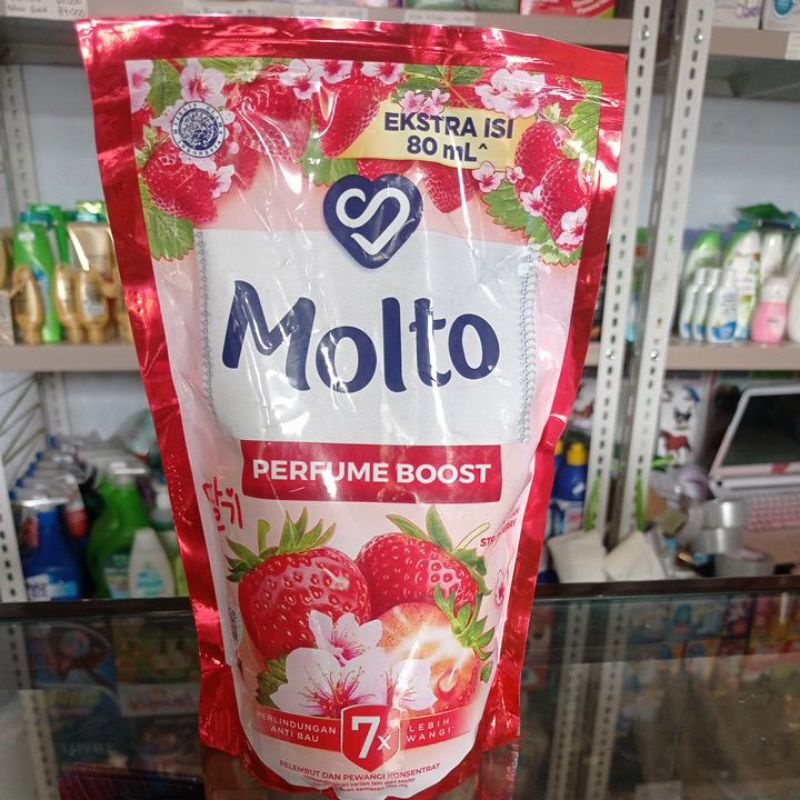 EKSTRA ISI
80 mL^
Molto
PERFUME BOOST
딸기
PERLINDUNGAN
ANTI BAU
7x
LEBIH
WANGI
PELEMBUT DAN PEWANGI KONSENTRAT